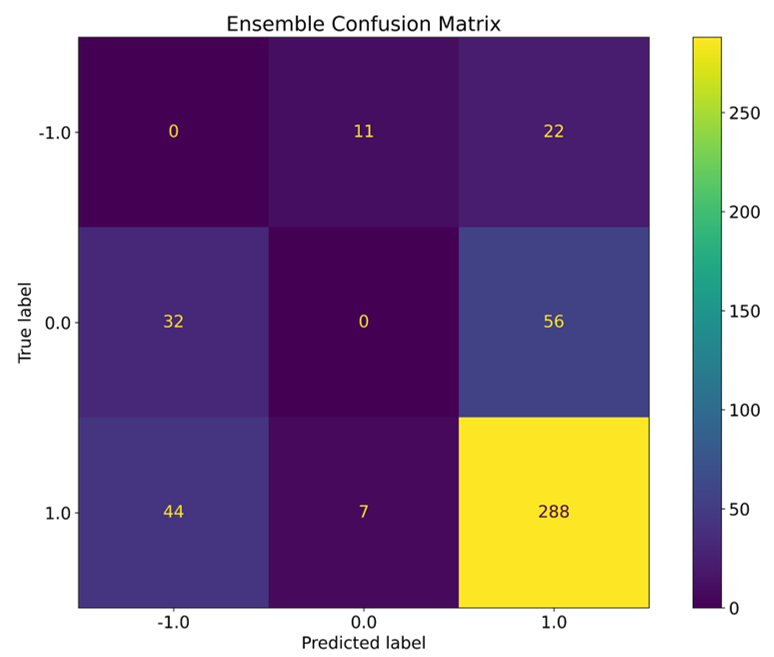 Ensemble Confusion Matrix
-1.0 0 11 22
0.0 32 0 56
1.0 44 7 288
-1.0 0.0 1.0
Predicted label
True label
250
200
150
100
50
0